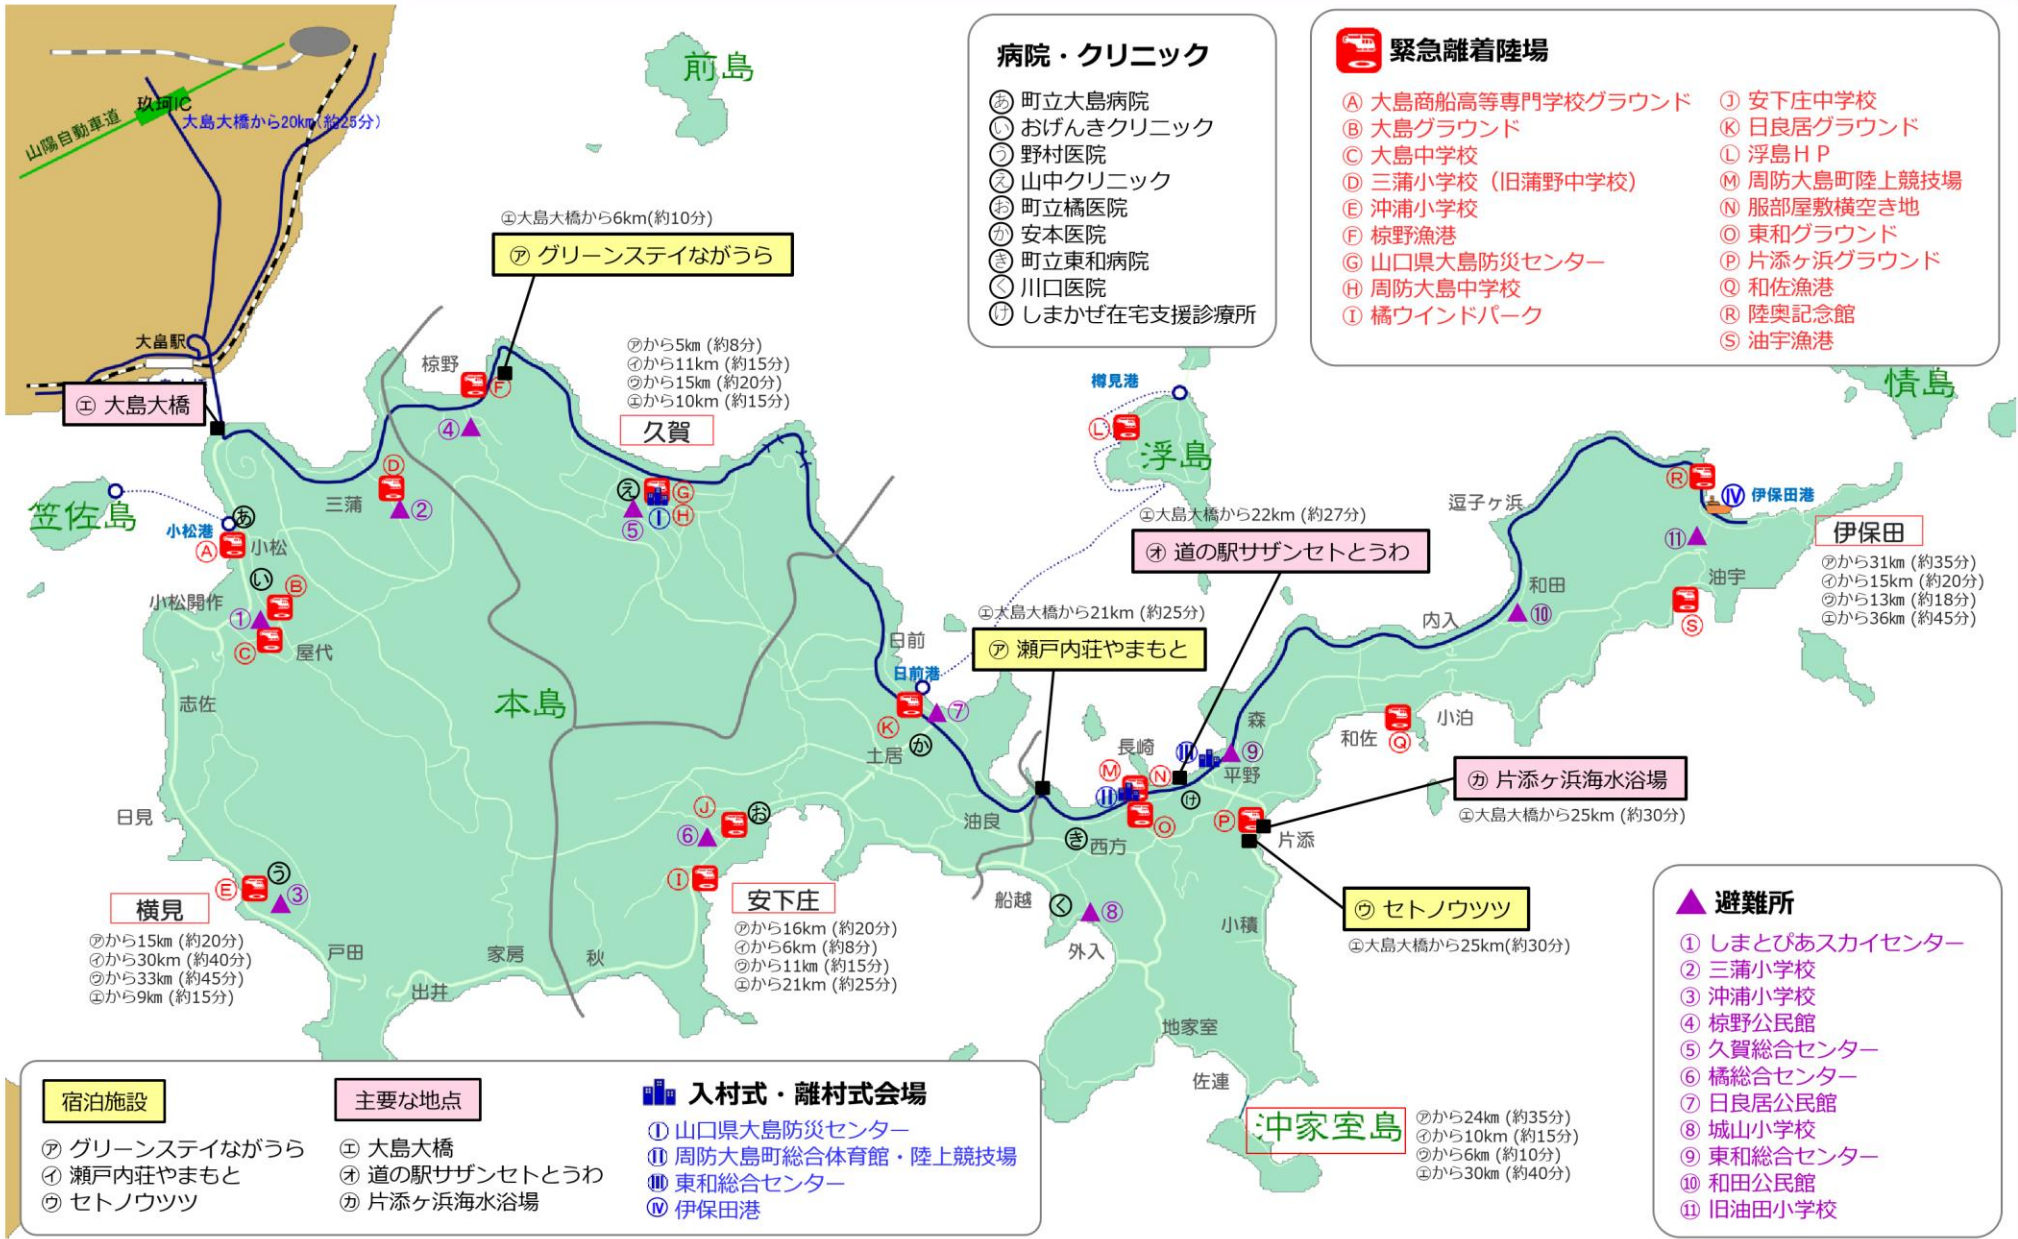 病院・クリニック
あ 町立大島病院
い おげんきクリニック
う 野村医院
え 山中クリニック
お 町立橘医院
か 安本医院
き 町立東和病院
く 川口医院
け しまかぜ在宅支援診療所
緊急離着陸場
Ⓐ 大島商船高等専門学校グラウンド
Ⓑ 大島グラウンド
Ⓒ 大島中学校
Ⓓ 三蒲小学校（旧蒲野中学校）
Ⓔ 沖浦小学校
Ⓕ 椋野漁港
Ⓖ 山口県大島防災センター
Ⓗ 周防大島中学校
Ⓘ 橘ウインドパーク
Ⓙ 安下庄中学校
Ⓚ 日良居グラウンド
Ⓛ 浮島ＨＰ
Ⓜ 周防大島町陸上競技場
Ⓝ 服部屋敷横空き地
Ⓞ 東和グラウンド
Ⓟ 片添ヶ浜グラウンド
Ⓠ 和佐漁港
Ⓡ 陸奥記念館
Ⓢ 油宇漁港
玖珂IC
大島大橋から20km(約25分)
山陽自動車道
大畠駅
㋓ 大島大橋
前島
㋓大島大橋から6km(約10分)
㋐ グリーンステイながうら
椋野
Ⓕ
④
㋐から5km (約8分)
㋑から11km (約15分)
㋒から15km (約20分)
㋓から10km (約15分)
久賀
え
Ⓖ
Ⓗ
⑤
Ⅰ
Ⓓ
三蒲
②
笠佐島
小松港
あ
Ⓐ
小松
い
Ⓑ
小松開作
①
Ⓒ
屋代
志佐
本島
日見
う
Ⓔ
③
横見
㋐から15km (約20分)
㋑から30km (約40分)
㋒から33km (約45分)
㋓から9km (約15分)
戸田
出井
家房
秋
Ⓙ
お
⑥
Ⓘ
安下庄
㋐から16km (約20分)
㋑から6km (約8分)
㋒から11km (約15分)
㋓から21km (約25分)
樽見港
Ⓛ
浮島
情島
㋓大島大橋から22km (約27分)
㋔ 道の駅サザンセトとうわ
㋓大島大橋から21km (約25分)
㋐ 瀬戸内荘やまもと
日前
日前港
Ⓚ
⑦
土居
か
油良
船越
長崎
Ⓜ
Ⅱ
Ⓝ
Ⓞ
き
西方
け
Ⅲ
⑨
平野
森
く
⑧
外入
Ⓟ
片添
小積
地家室
佐連
逗子ヶ浜
Ⓡ
Ⅳ
伊保田港
⑪
伊保田
㋐から31km (約35分)
㋑から15km (約20分)
㋒から13km (約18分)
㋓から36km (約45分)
油宇
Ⓢ
和田
⑩
内入
小泊
和佐
Ⓠ
㋕ 片添ヶ浜海水浴場
㋓大島大橋から25km (約30分)
㋒ セトノウツツ
㋓大島大橋から25km(約30分)
沖家室島
㋐から24km (約35分)
㋑から10km (約15分)
㋒から6km (約10分)
㋓から30km (約40分)
宿泊施設
㋐ グリーンステイながうら
㋑ 瀬戸内荘やまもと
㋒ セトノウツツ
主要な地点
㋓ 大島大橋
㋔ 道の駅サザンセトとうわ
㋕ 片添ヶ浜海水浴場
入村式・離村式会場
Ⅰ 山口県大島防災センター
Ⅱ 周防大島町総合体育館・陸上競技場
Ⅲ 東和総合センター
Ⅳ 伊保田港
避難所
① しまとぴあスカイセンター
② 三蒲小学校
③ 沖浦小学校
④ 椋野公民館
⑤ 久賀総合センター
⑥ 橘総合センター
⑦ 日良居公民館
⑧ 城山小学校
⑨ 東和総合センター
⑩ 和田公民館
⑪ 旧油田小学校